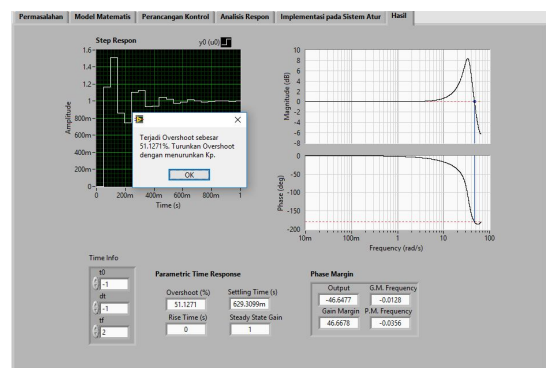 Permasalahan Model Matematis Perancangan Kontrol Analisis Respon Implementasi pada Sistem Atur Hasil
Step Respon
y0 (u0)
1.6
1.4
1.2
1
800m
600m
400m
200m
0
Amplitude
0 200m 400m 600m 800m 1
Time (s)
Terjadi Overshoot sebesar
51.1271%. Turunkan Overshoot
dengan menurunkan Kp.
OK
10
8
6
4
2
0
-2
-4
-6
-8
Magnitude (dB)
0
-50
-100
-150
-200
Phase (deg)
10m 100m 1 10 100
Frequency (rad/s)
Time Info
t0
-1
dt
-1
tf
2
Parametric Time Response
Overshoot (%) Settling Time (s)
51.1271 629.3099m
Rise Time (s) Steady State Gain
0 1
Phase Margin
Output G.M. Frequency
-46.6477 -0.0128
Gain Margin P.M. Frequency
46.6678 -0.0356